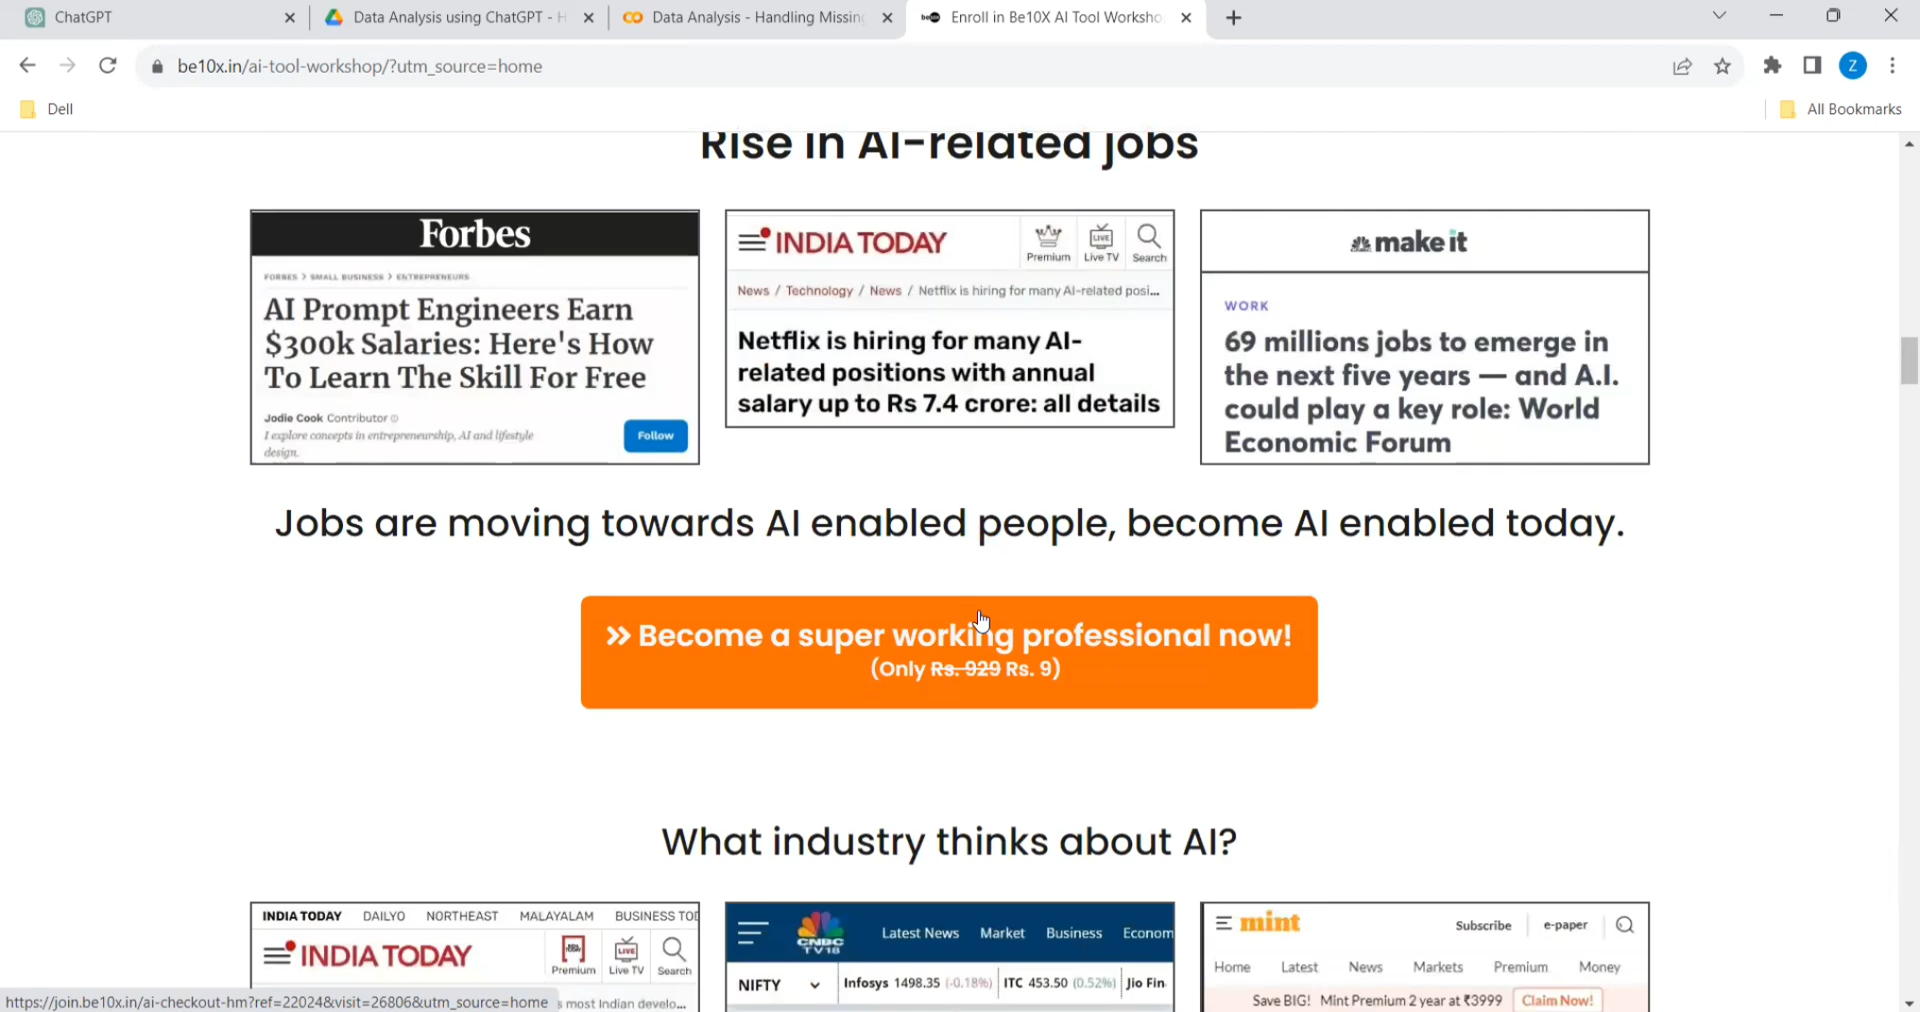 ChatGPT
Data Analysis using ChatGPT - H
Data Analysis - Handling Missing
Enroll in Be10X AI Tool Worksho
be10x.in/ai-tool-workshop/?utm_source=home
Z
Dell
All Bookmarks
Rise in AI-related jobs
Forbes
FORBES > SMALL BUSINESS > ENTREPRENEURS
AI Prompt Engineers Earn
$300k Salaries: Here's How
To Learn The Skill For Free
Jodie Cook Contributor
I explore concepts in entrepreneurship, AI and lifestyle
design.
Follow
INDIA TODAY
Premium
LIVE
Live TV
Search
News / Technology / News / Netflix is hiring for many AI-related posi...
Netflix is hiring for many AI-
related positions with annual
salary up to Rs 7.4 crore: all details
make it
WORK
69 millions jobs to emerge in
the next five years — and A.I.
could play a key role: World
Economic Forum
Jobs are moving towards AI enabled people, become AI enabled today.
» Become a super working professional now!
(Only Rs. 929 Rs. 9)
What industry thinks about AI?
INDIA TODAY DAILYO NORTHEAST MALAYALAM BUSINESS TOD
INDIA TODAY
Premium
LIVE
Live TV
Search
s most Indian develo...
CNBC
TV18
Latest News Market Business Econom
NIFTY
Infosys 1498.35 (-0.18%) ITC 453.50 (0.52%) Jio Fin
mint
Subscribe
e-paper
Home Latest News Markets Premium Money
Save BIG! Mint Premium 2 year at ₹3999 Claim Now!
https://join.be10x.in/ai-checkout-hm?ref=22024&visit=26806&utm_source=home